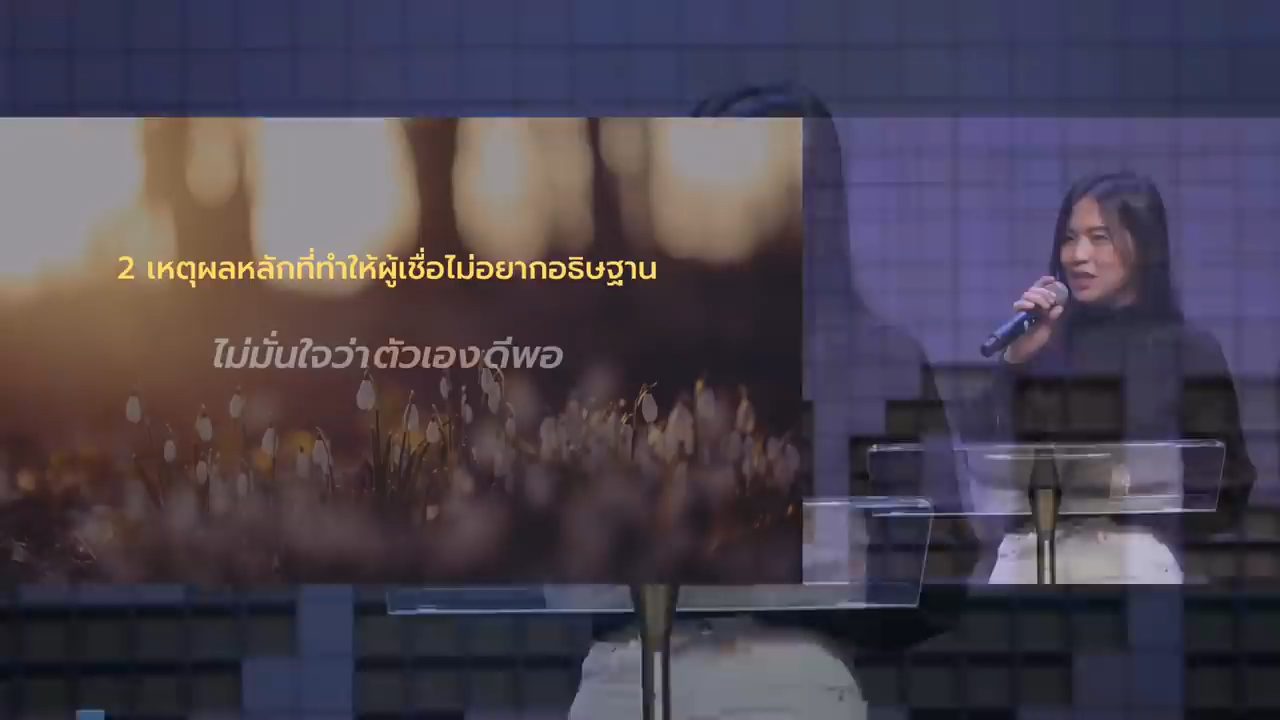 2 เหตุผลหลักที่ทำให้ผู้เชื่อไม่อยากอธิษฐาน
ไม่มั่นใจว่าตัวเองดีพอ